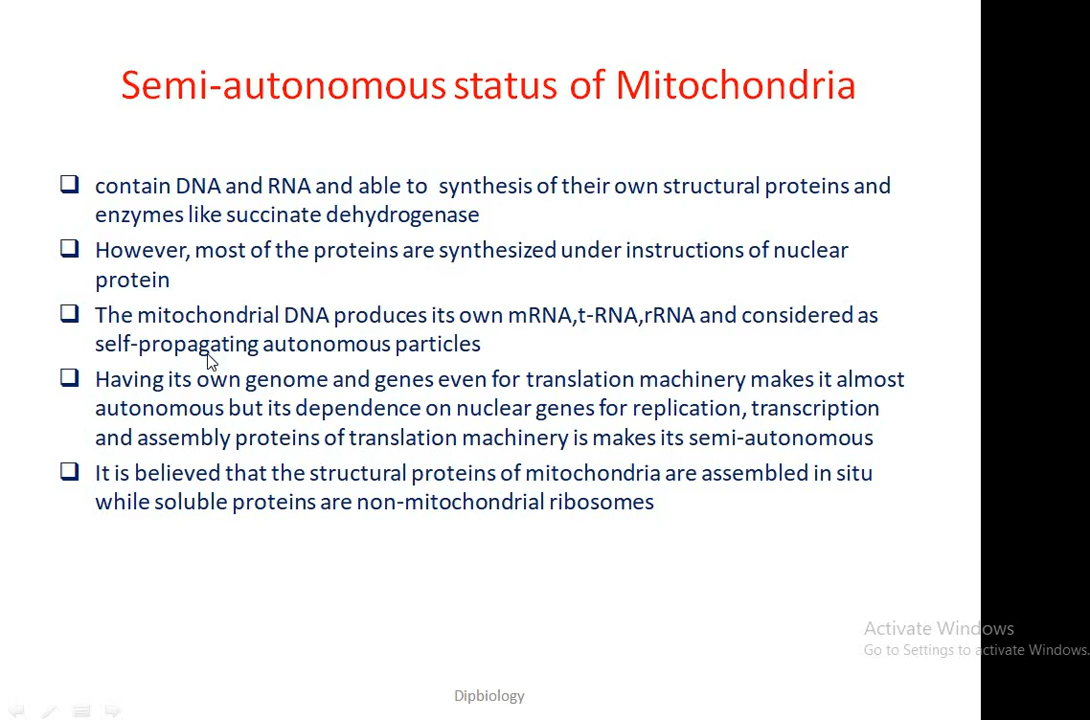 Semi-autonomous status of Mitochondria
contain DNA and RNA and able to synthesis of their own structural proteins and
enzymes like succinate dehydrogenase
However, most of the proteins are synthesized under instructions of nuclear
protein
The mitochondrial DNA produces its own mRNA,t-RNA,rRNA and considered as
self-propagating autonomous particles
Having its own genome and genes even for translation machinery makes it almost
autonomous but its dependence on nuclear genes for replication, transcription
and assembly proteins of translation machinery is makes its semi-autonomous
It is believed that the structural proteins of mitochondria are assembled in situ
while soluble proteins are non-mitochondrial ribosomes
Activate Windows
Go to Settings to activate Windows.
Dipbiology